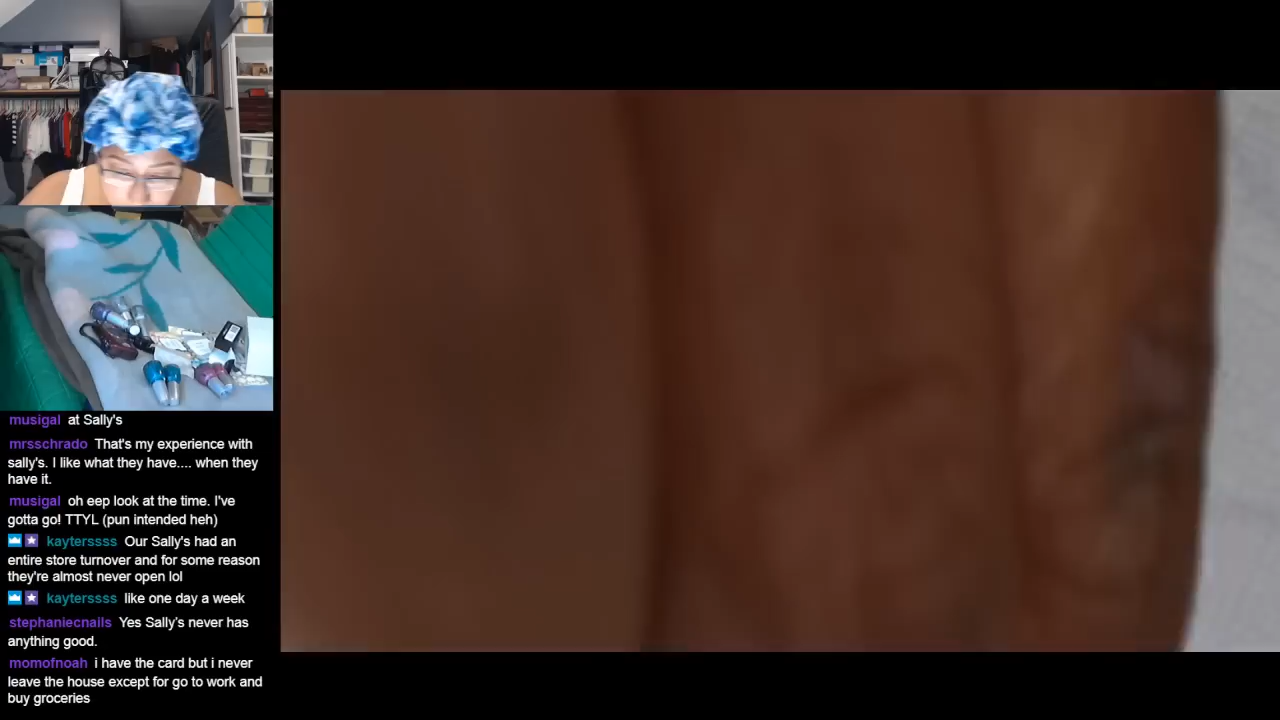 musigal at Sally's
mrsschrado That's my experience with
sally's. I like what they have.... when they
have it.
musigal oh eep look at the time. I've
gotta go! TTYL (pun intended heh)
kayterssss Our Sally's had an
entire store turnover and for some reason
they're almost never open lol
kayterssss like one day a week
stephaniecnails Yes Sally's never has
anything good.
momofnoah i have the card but i never
leave the house except for go to work and
buy groceries